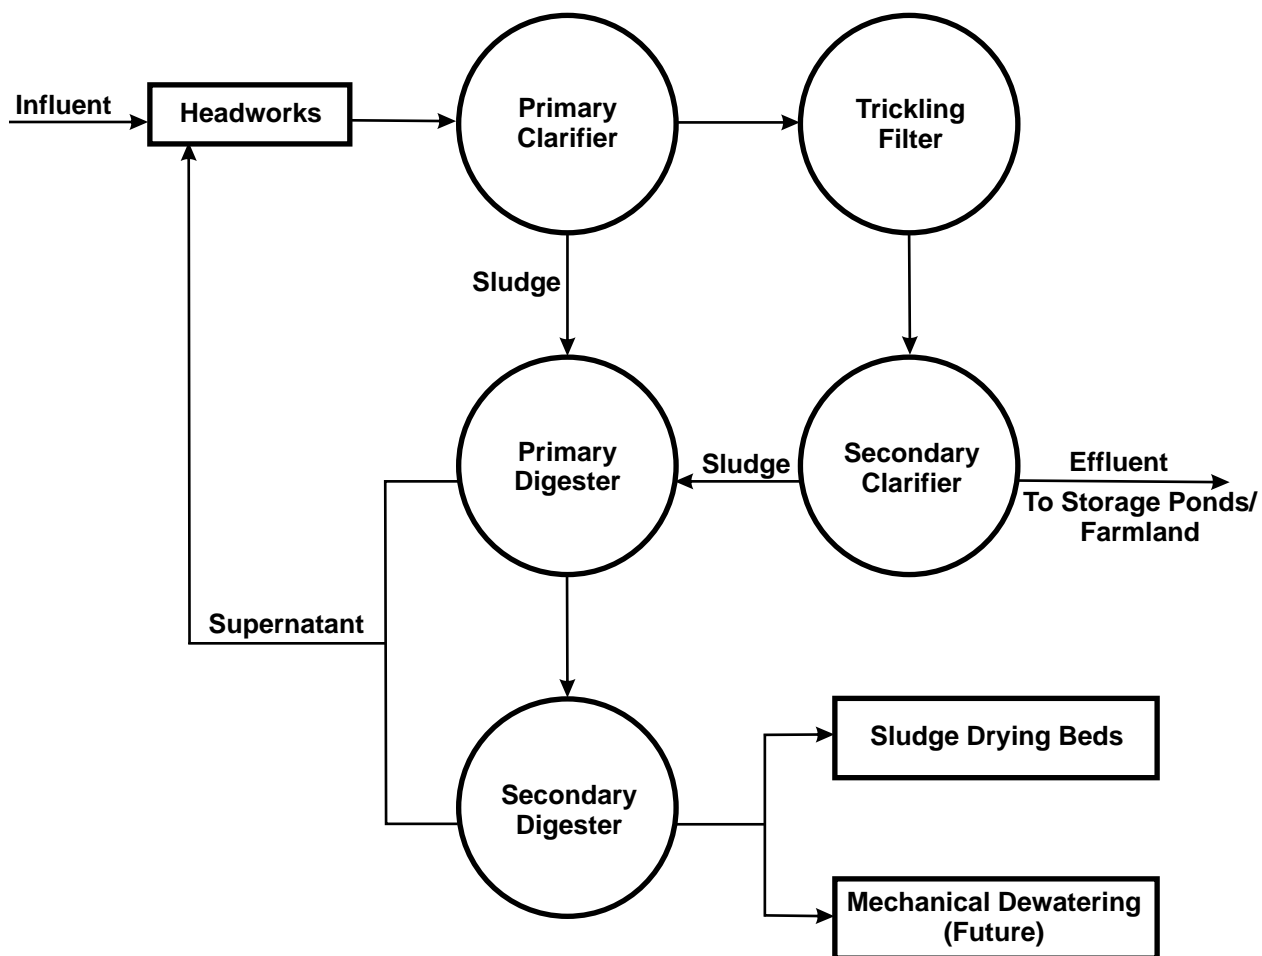 Influent
Headworks
Primary
Clarifier
Trickling
Filter
Sludge
Primary
Digester
Sludge
Secondary
Clarifier
Effluent
To Storage Ponds/
Farmland
Supernatant
Secondary
Digester
Sludge Drying Beds
Mechanical Dewatering
(Future)